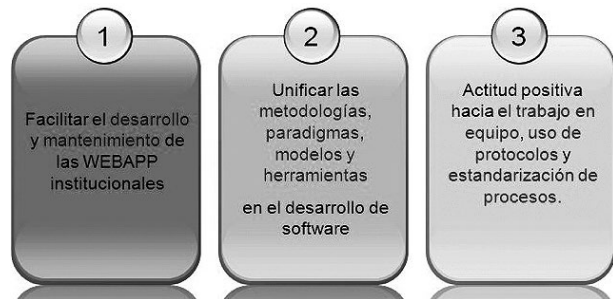 1
Facilitar el desarrollo
y mantenimiento de
las WEBAPP
institucionales
2
Unificar las
metodologías,
paradigmas,
modelos y
herramientas
en el desarrollo de
software
3
Actitud positiva
hacia el trabajo en
equipo, uso de
protocolos y
estandarización de
procesos.